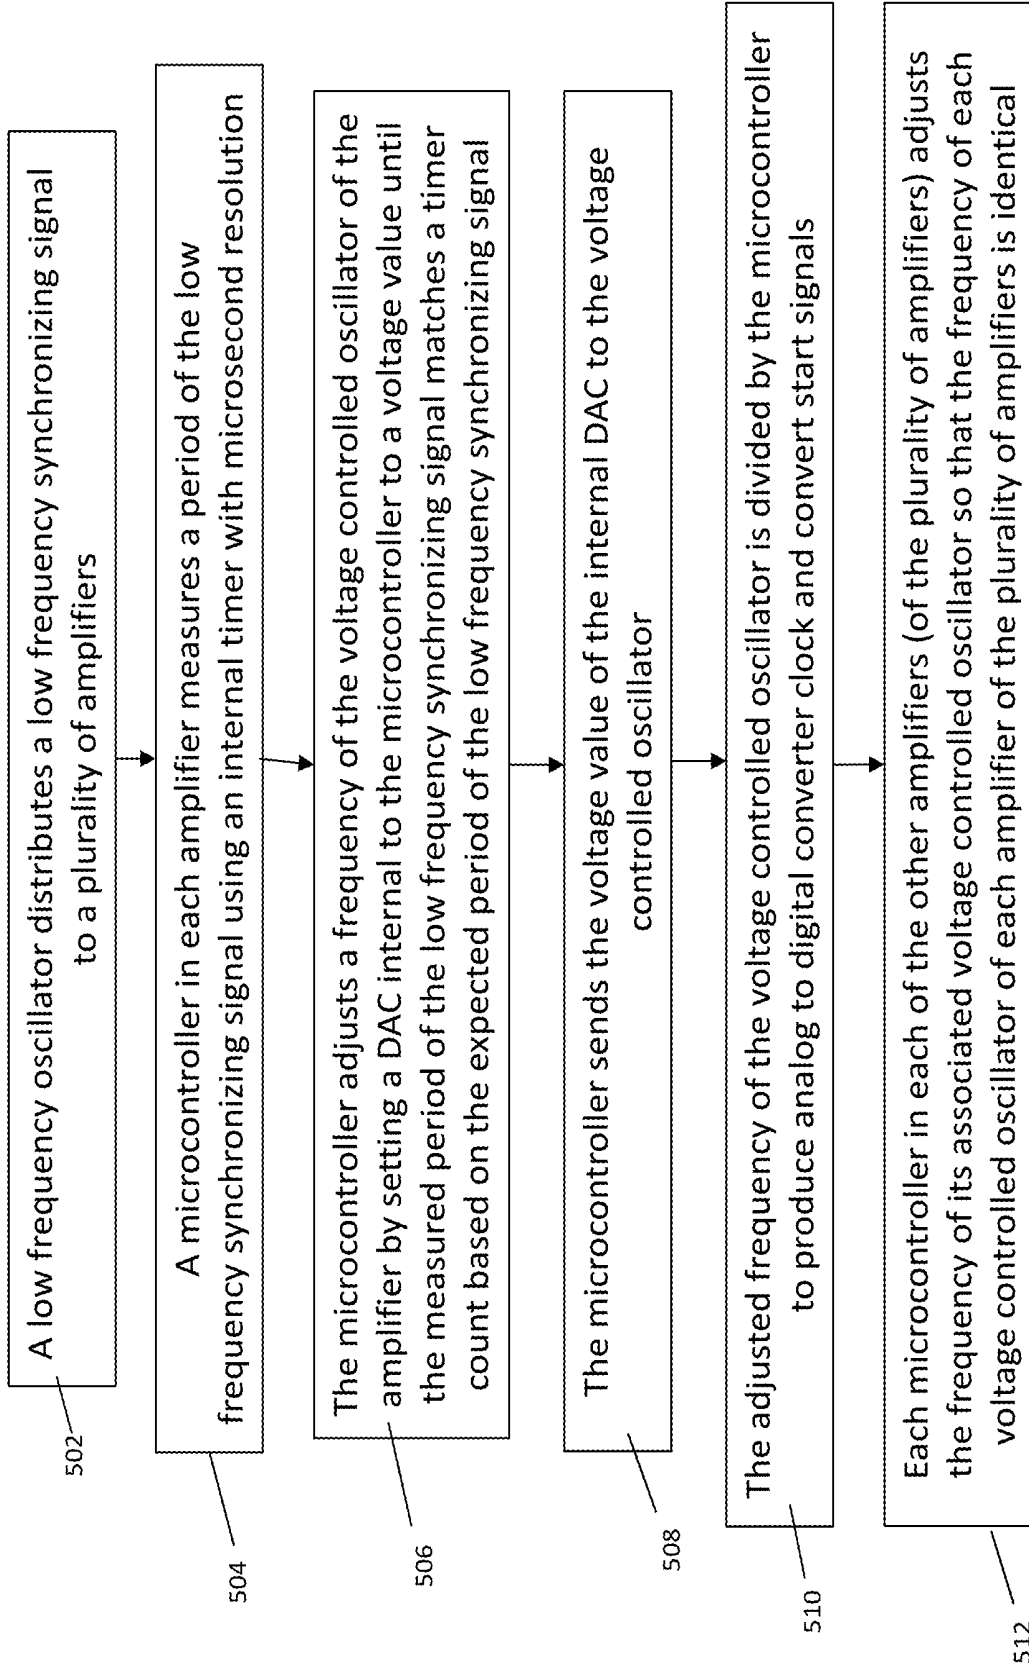 A low frequency oscillator distributes a low frequency synchronizing signal
to a plurality of amplifiers
502
A microcontroller in each amplifier measures a period of the low
frequency synchronizing signal using an internal timer with microsecond resolution
504
The microcontroller adjusts a frequency of the voltage controlled oscillator of the
amplifier by setting a DAC internal to the microcontroller to a voltage value until
the measured period of the low frequency synchronizing signal matches a timer
count based on the expected period of the low frequency synchronizing signal
506
The microcontroller sends the voltage value of the internal DAC to the voltage
controlled oscillator
508
The adjusted frequency of the voltage controlled oscillator is divided by the microcontroller
to produce analog to digital converter clock and convert start signals
510
Each microcontroller in each of the other amplifiers (of the plurality of amplifiers) adjusts
the frequency of its associated voltage controlled oscillator so that the frequency of each
voltage controlled oscillator of each amplifier of the plurality of amplifiers is identical
512